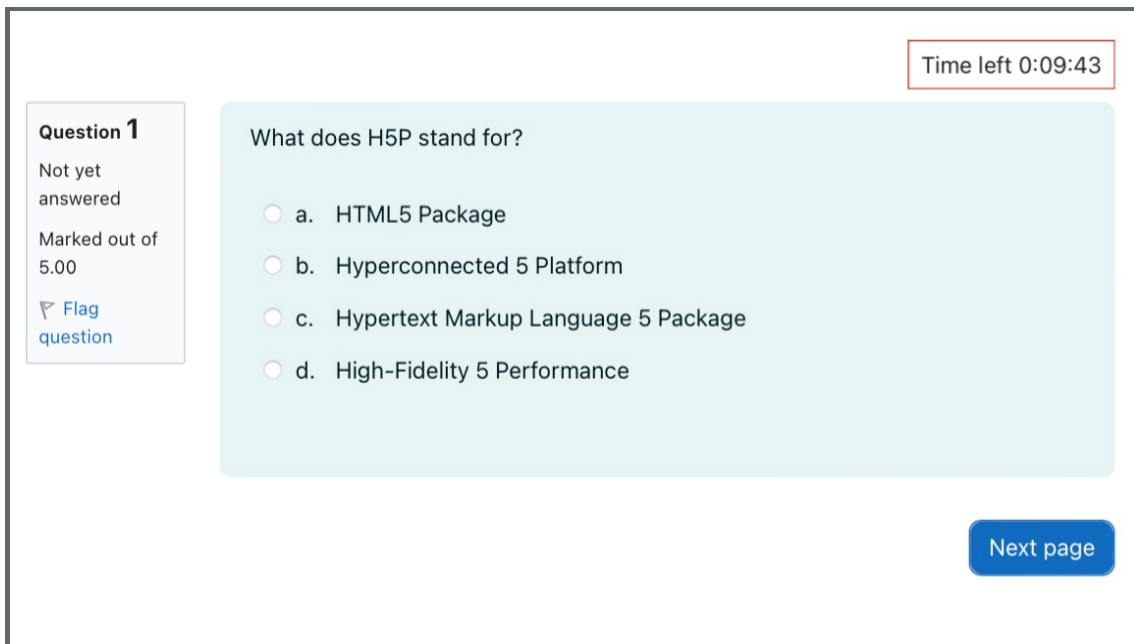 Time left 0:09:43
Question 1
Not yet
answered
Marked out of
5.00
Flag
question
What does H5P stand for?
a. HTML5 Package
b. Hyperconnected 5 Platform
c. Hypertext Markup Language 5 Package
d. High-Fidelity 5 Performance
Next page